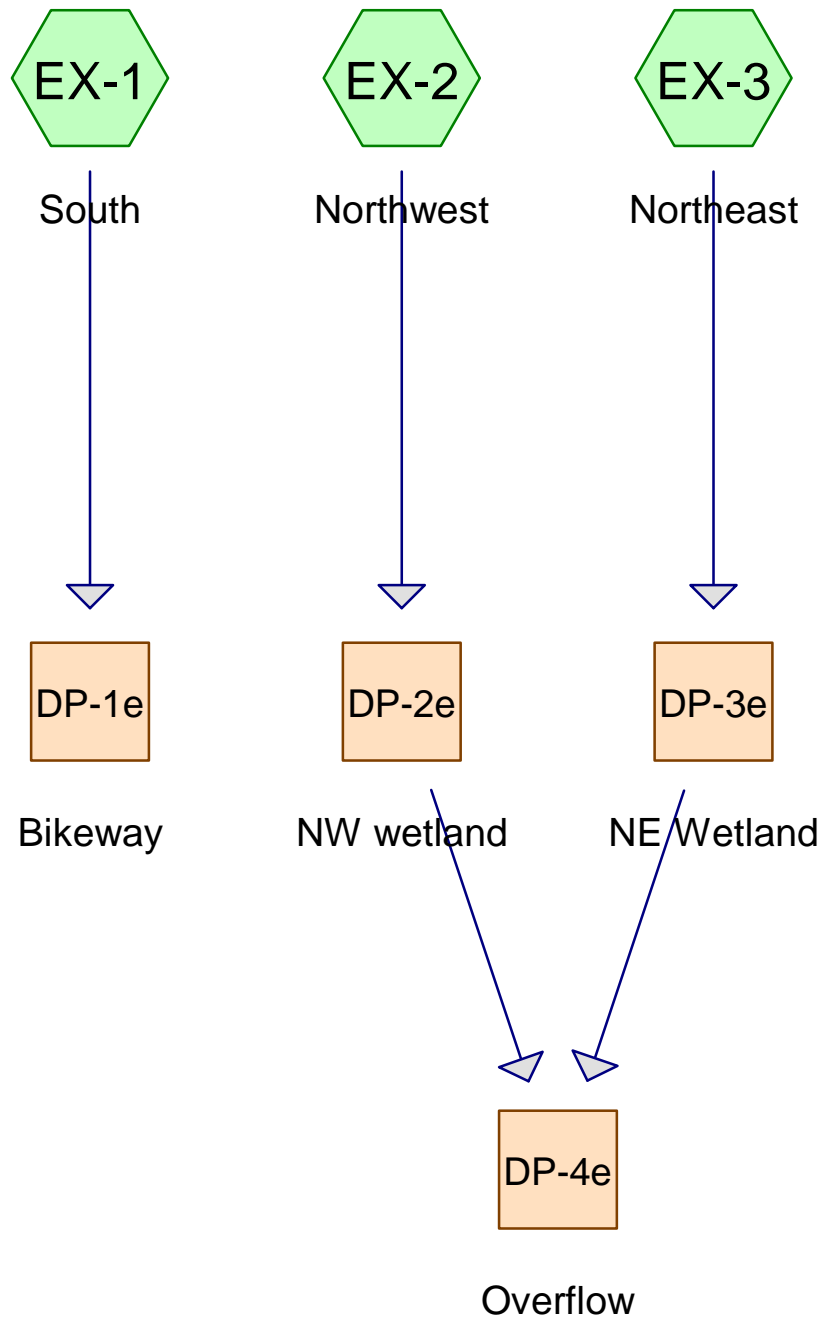 EX-1
EX-2
EX-3
South
Northwest
Northeast
DP-1e
DP-2e
DP-3e
Bikeway
NW wetland
NE Wetland
DP-4e
Overflow